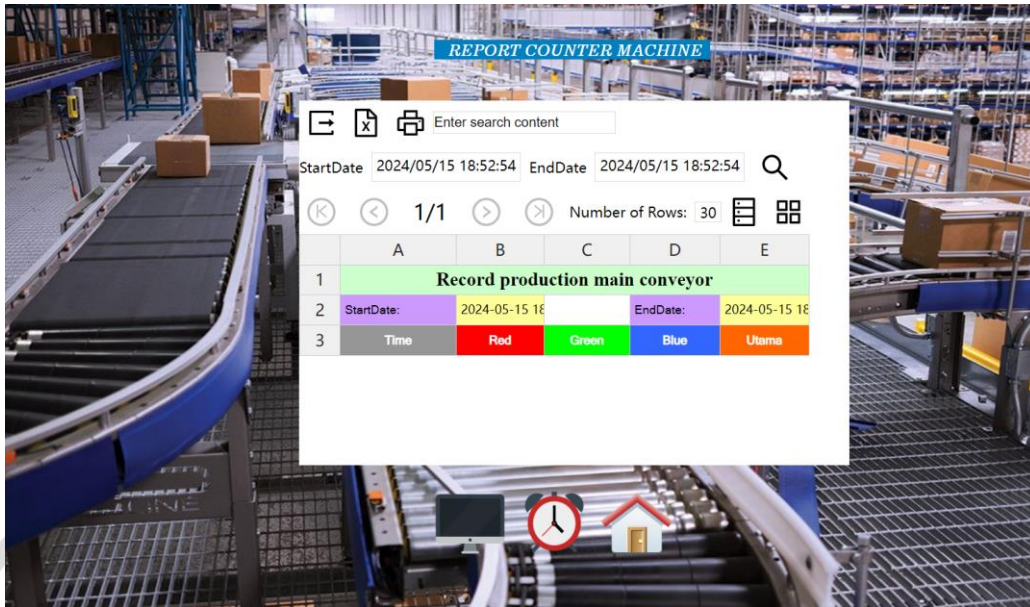 REPORT COUNTER MACHINE
Enter search content
StartDate 2024/05/15 18:52:54 EndDate 2024/05/15 18:52:54
1/1 Number of Rows: 30
A B C D E
1 Record production main conveyor
2 StartDate: 2024-05-15 18 EndDate: 2024-05-15 18
3 Time Red Green Blue Utama